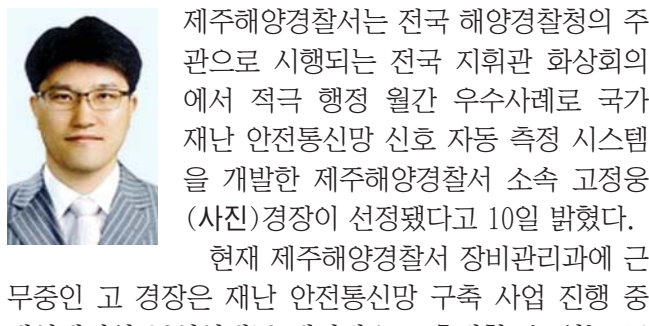 제주해양경찰서는 전국 해양경찰청의 주
관으로 시행되는 전국 지휘관 화상회의
에서 적극 행정 월간 우수사례로 국가
재난 안전통신망 신호 자동 측정 시스템
을 개발한 제주해양경찰서 소속 고정웅
(사진)경장이 선정됐다고 10일 밝혔다.
현재 제주해양경찰서 장비관리과에 근
무중인 고 경장은 재난 안전통신망 구축 사업 진행 중